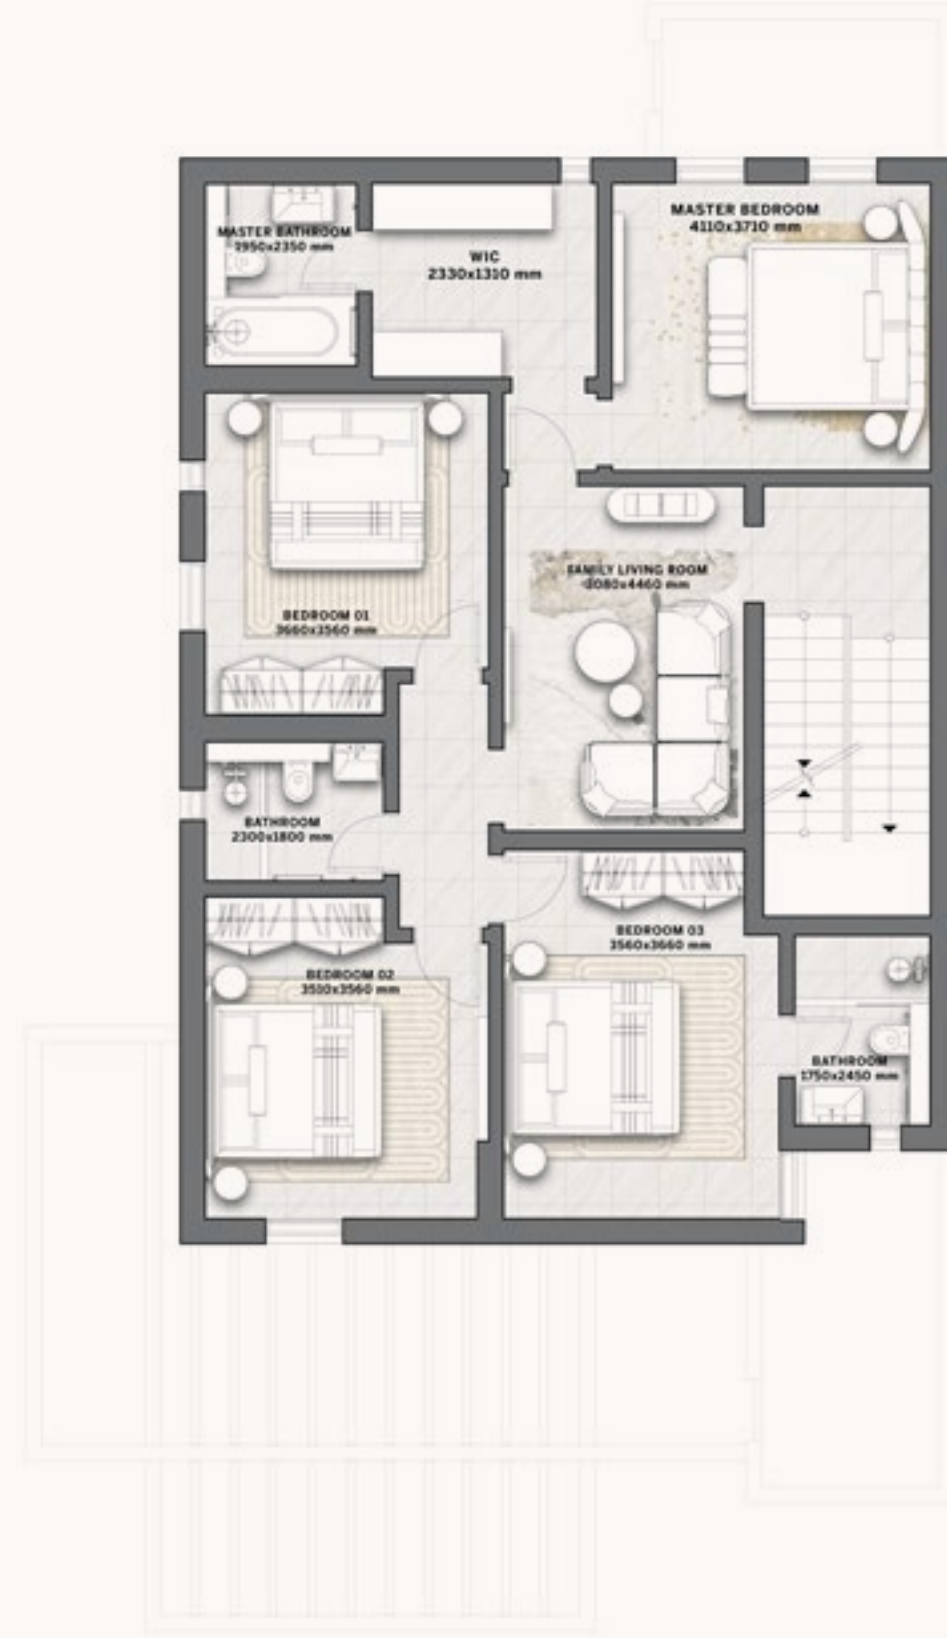 MASTER BEDROOM
4110x3710 mm
MASTER BATHROOM
1950x2350 mm
WIC
2330x1310 mm
FAMILY LIVING ROOM
3080x4460 mm
BEDROOM 01
3660x3560 mm
BATHROOM
2300x1800 mm
BEDROOM 03
3560x3660 mm
BEDROOM 02
3510x3560 mm
BATHROOM
1750x2450 mm